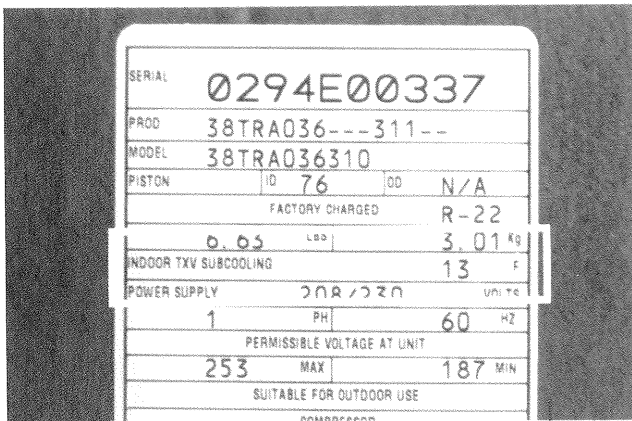 SERIAL 0294E00337
PROD 38TRA036---311--
MODEL 38TRA036310
PISTON ID 76 OD N/A
FACTORY CHARGED R-22
6.63 LBS 3.01 Kg
INDOOR TXV SUBCOOLING 13 F
POWER SUPPLY 208/230 VOLTS
1 PH 60 HZ
PERMISSIBLE VOLTAGE AT UNIT
253 MAX 187 MIN
SUITABLE FOR OUTDOOR USE
COMPRESSOR